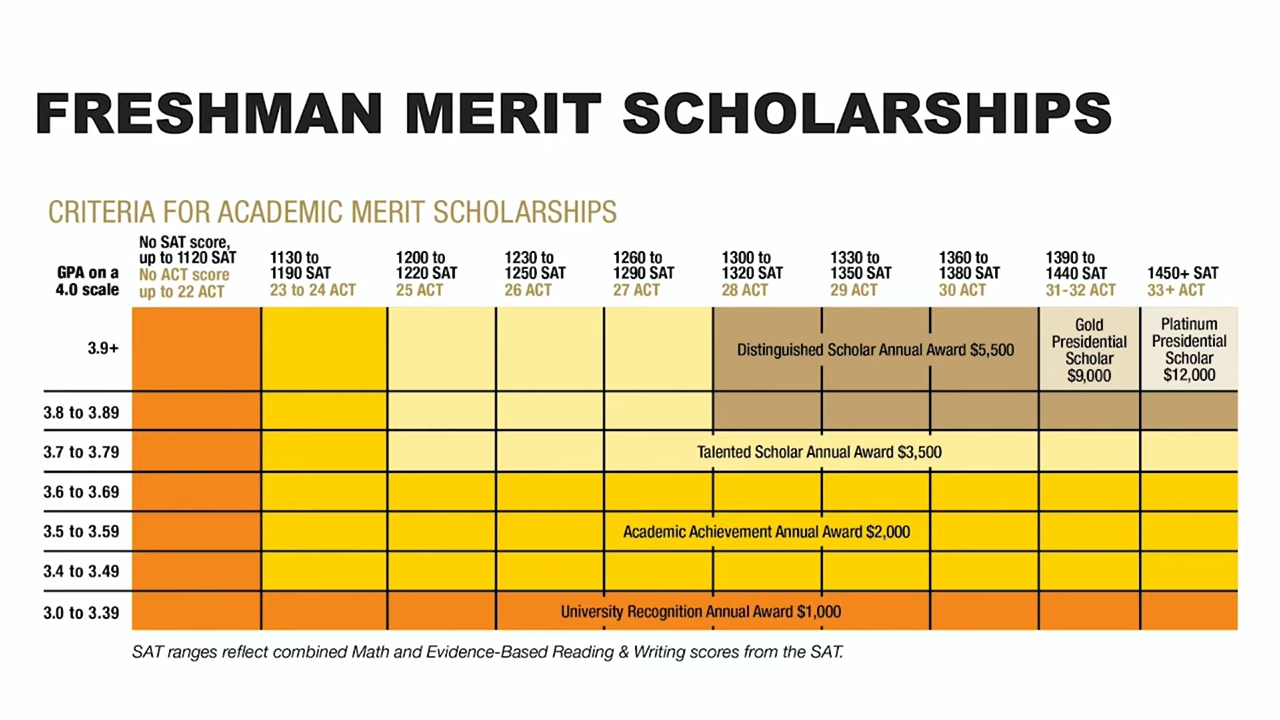 FRESHMAN MERIT SCHOLARSHIPS
CRITERIA FOR ACADEMIC MERIT SCHOLARSHIPS
GPA on a
4.0 scale
No SAT score,
up to 1120 SAT
No ACT score
up to 22 ACT
1130 to
1190 SAT
23 to 24 ACT
1200 to
1220 SAT
25 ACT
1230 to
1250 SAT
26 ACT
1260 to
1290 SAT
27 ACT
1300 to
1320 SAT
28 ACT
1330 to
1350 SAT
29 ACT
1360 to
1380 SAT
30 ACT
1390 to
1440 SAT
31-32 ACT
1450+ SAT
33+ ACT
3.9+
Distinguished Scholar Annual Award $5,500
Gold
Presidential
Scholar
$9,000
Platinum
Presidential
Scholar
$12,000
3.8 to 3.89
3.7 to 3.79
Talented Scholar Annual Award $3,500
3.6 to 3.69
3.5 to 3.59
Academic Achievement Annual Award $2,000
3.4 to 3.49
3.0 to 3.39
University Recognition Annual Award $1,000
SAT ranges reflect combined Math and Evidence-Based Reading & Writing scores from the SAT.